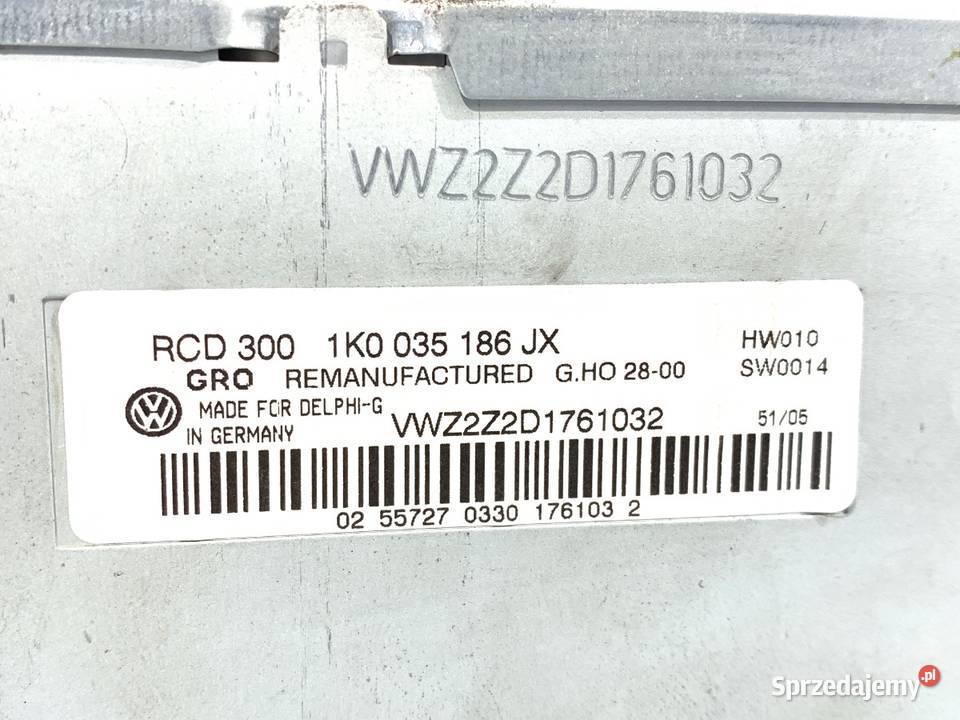 VWZ2Z2D1761032
RCD 300 1K0 035 186 JX HW010
GRO REMANUFACTURED G.HO 28-00 SW0014
MADE FOR DELPHI-G
IN GERMANY VWZ2Z2D1761032 51/05
02 55727 0330 176103 2
Sprzedajemy.pl